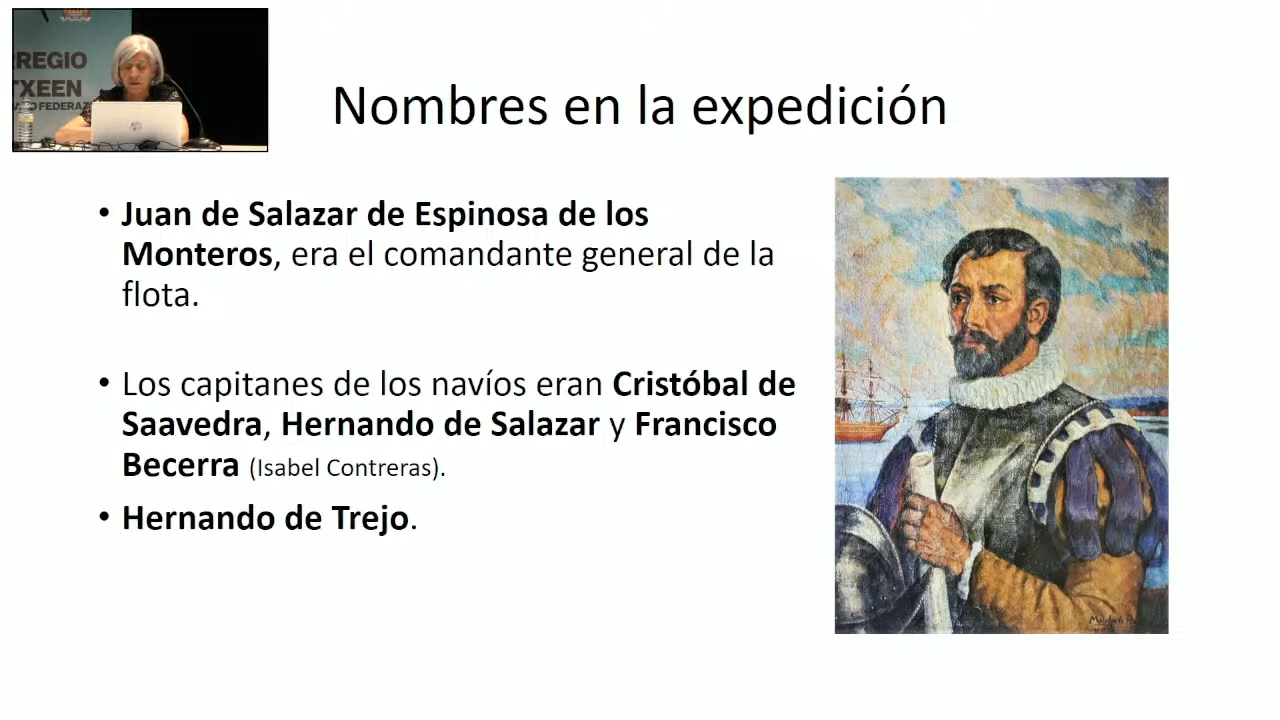 REGIO
TXEEN
FEDERAZ
Nombres en la expedición
• Juan de Salazar de Espinosa de los
Monteros, era el comandante general de la
flota.
• Los capitanes de los navíos eran Cristóbal de
Saavedra, Hernando de Salazar y Francisco
Becerra (Isabel Contreras).
• Hernando de Trejo.